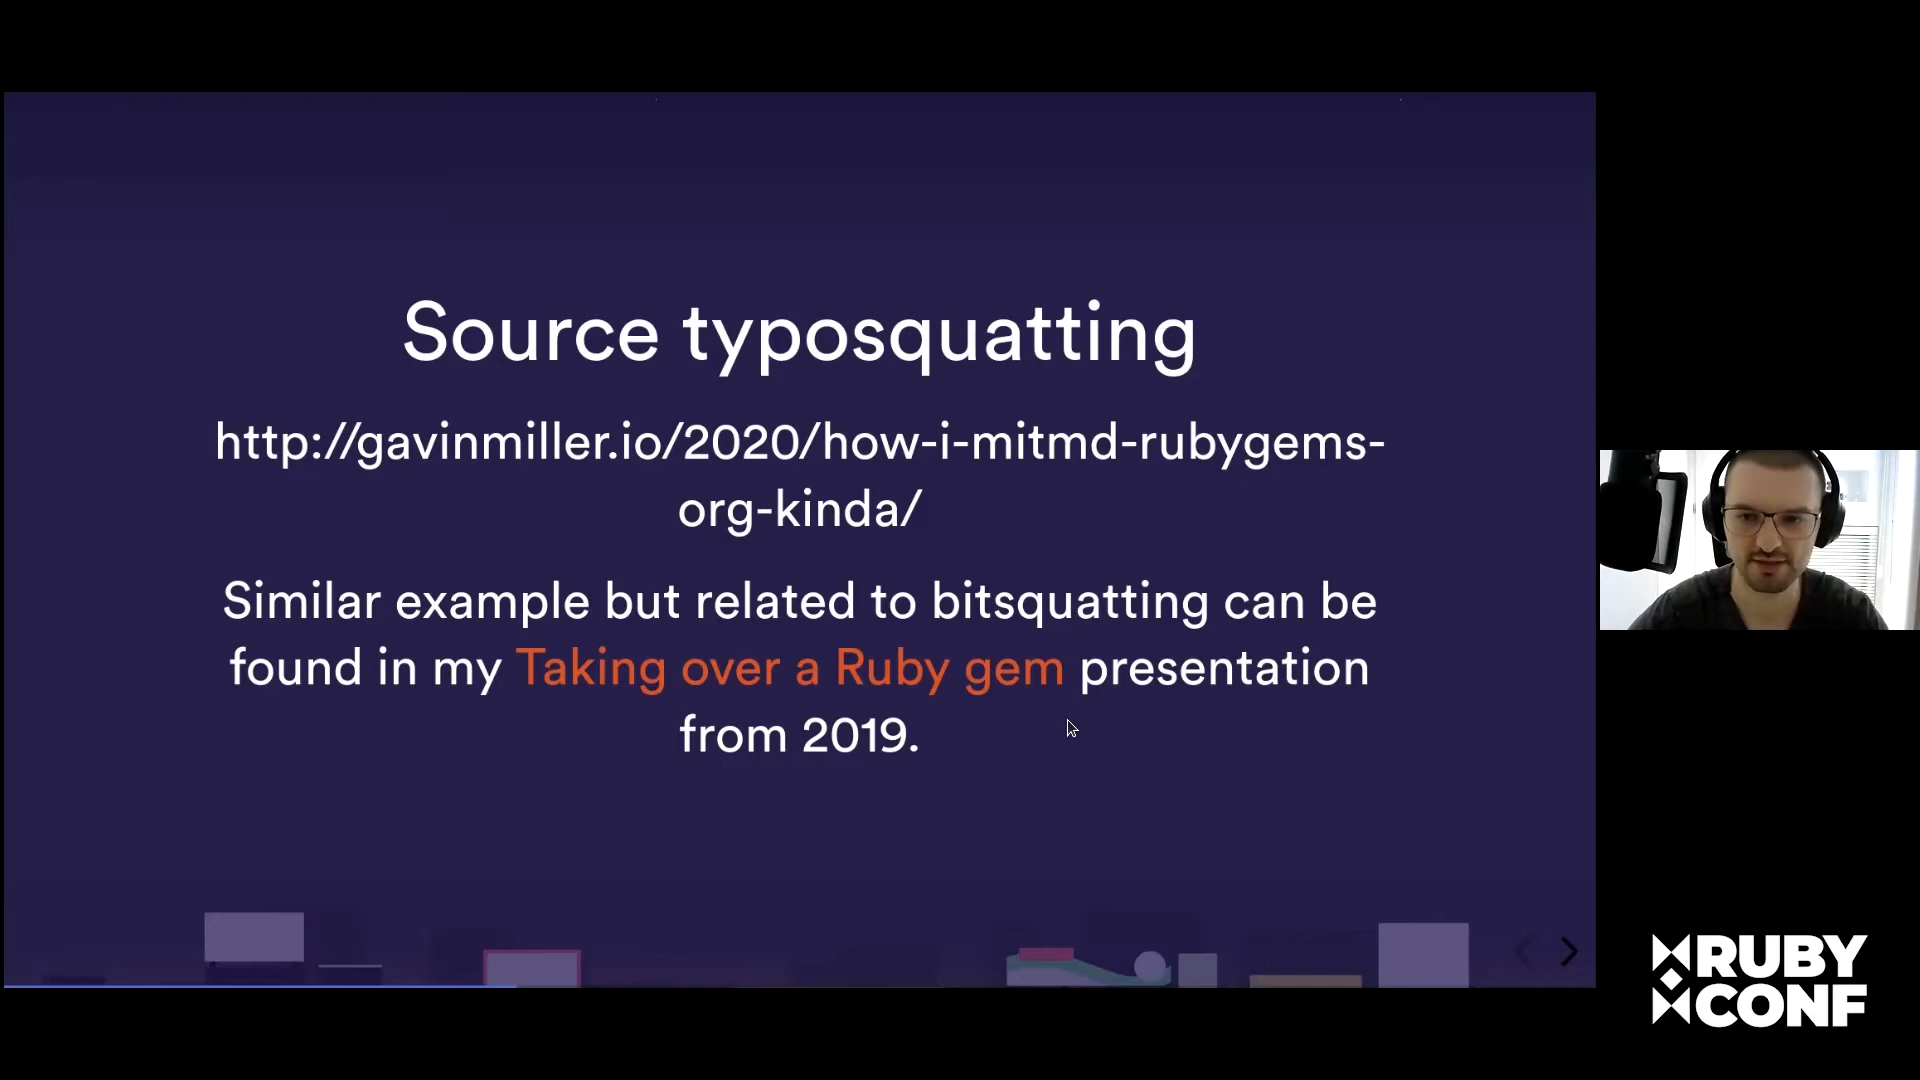 Source typosquatting
http://gavinmiller.io/2020/how-i-mitmd-rubygems-
org-kinda/
Similar example but related to bitsquatting can be
found in my Taking over a Ruby gem presentation
from 2019.
RUBY
CONF